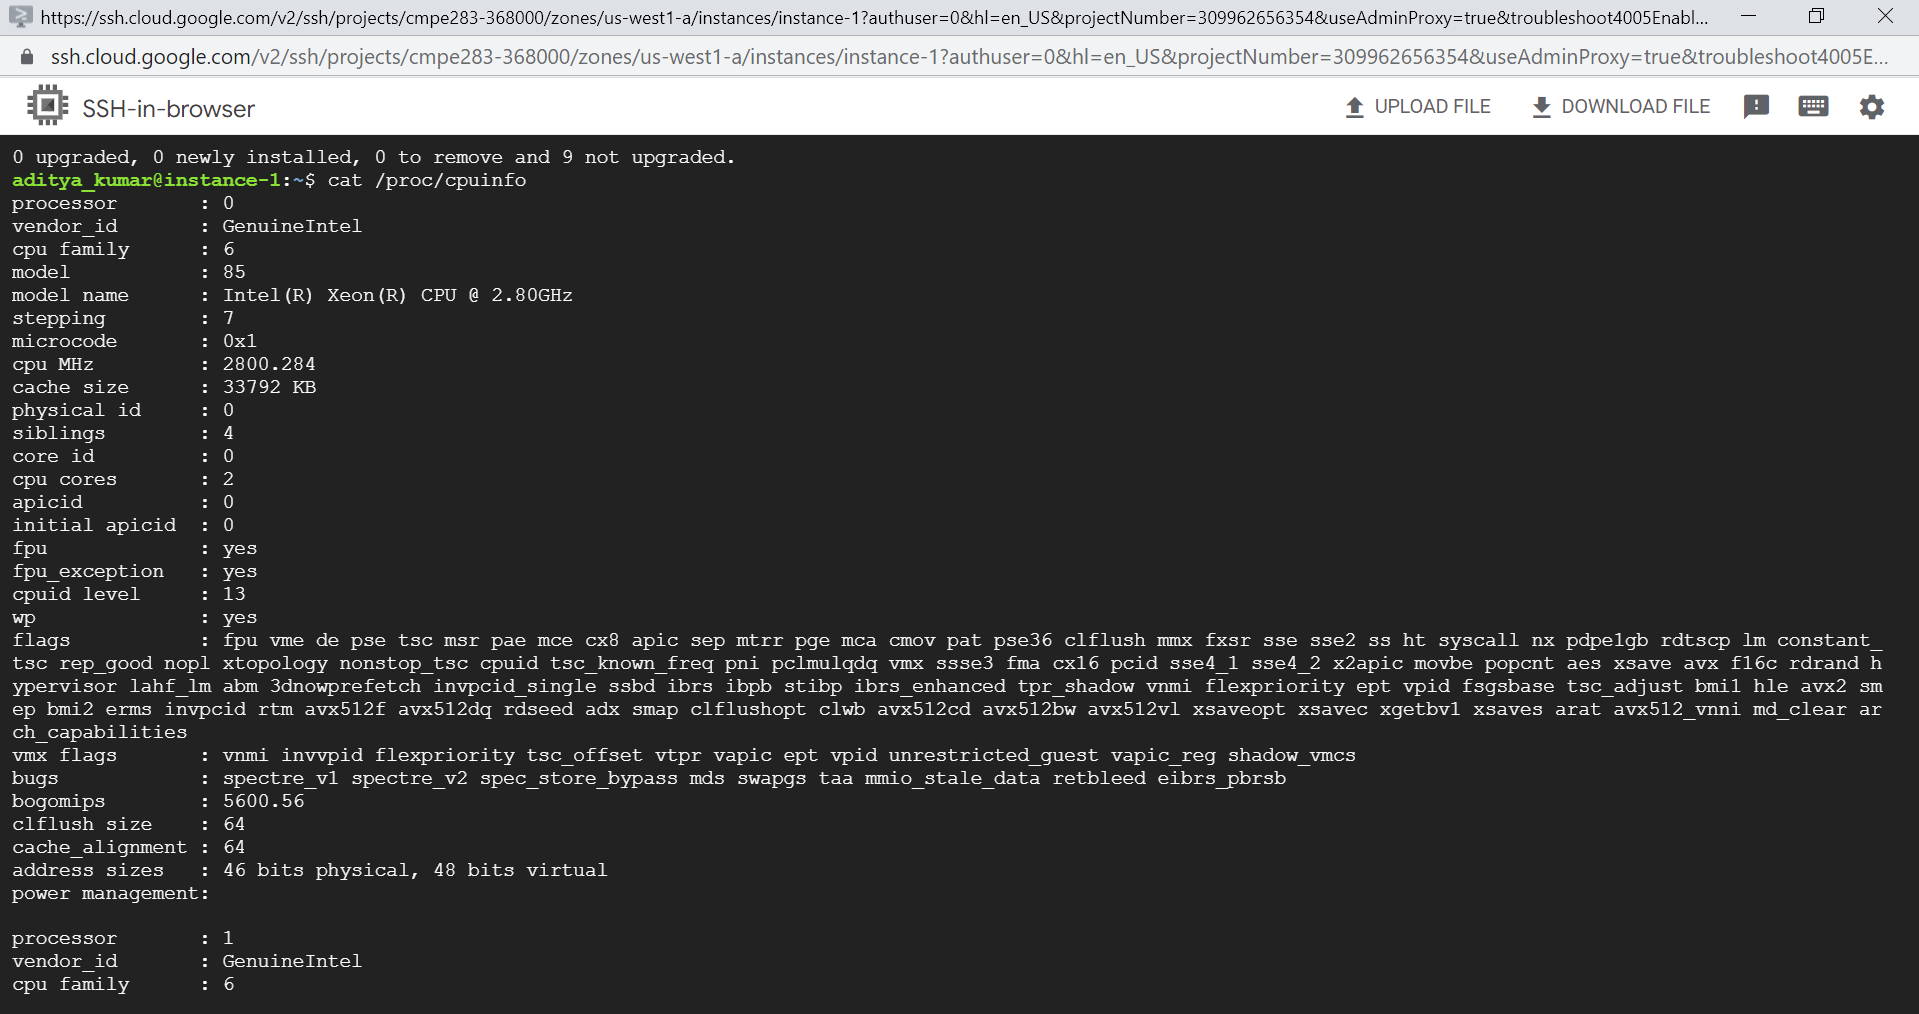 https://ssh.cloud.google.com/v2/ssh/projects/cmpe283-368000/zones/us-west1-a/instances/instance-1?authuser=0&hl=en_US&projectNumber=309962656354&useAdminProxy=true&troubleshoot4005Enabl...
ssh.cloud.google.com/v2/ssh/projects/cmpe283-368000/zones/us-west1-a/instances/instance-1?authuser=0&hl=en_US&projectNumber=309962656354&useAdminProxy=true&troubleshoot4005E...
SSH-in-browser UPLOAD FILE DOWNLOAD FILE
0 upgraded, 0 newly installed, 0 to remove and 9 not upgraded.
aditya_kumar@instance-1:~$ cat /proc/cpuinfo
processor : 0
vendor_id : GenuineIntel
cpu family : 6
model : 85
model name : Intel(R) Xeon(R) CPU @ 2.80GHz
stepping : 7
microcode : 0x1
cpu MHz : 2800.284
cache size : 33792 KB
physical id : 0
siblings : 4
core id : 0
cpu cores : 2
apicid : 0
initial apicid : 0
fpu : yes
fpu_exception : yes
cpuid level : 13
wp : yes
flags : fpu vme de pse tsc msr pae mce cx8 apic sep mtrr pge mca cmov pat pse36 clflush mmx fxsr sse sse2 ss ht syscall nx pdpe1gb rdtscp lm constant_
tsc rep_good nopl xtopology nonstop_tsc cpuid tsc_known_freq pni pclmulqdq vmx ssse3 fma cx16 pcid sse4_1 sse4_2 x2apic movbe popcnt aes xsave avx f16c rdrand h
ypervisor lahf_lm abm 3dnowprefetch invpcid_single ssbd ibrs ibpb stibp ibrs_enhanced tpr_shadow vnmi flexpriority ept vpid fsgsbase tsc_adjust bmi1 hle avx2 sm
ep bmi2 erms invpcid rtm avx512f avx512dq rdseed adx smap clflushopt clwb avx512cd avx512bw avx512vl xsaveopt xsavec xgetbv1 xsaves arat avx512_vnni md_clear ar
ch_capabilities
vmx flags : vnmi invvpid flexpriority tsc_offset vtpr vapic ept vpid unrestricted_guest vapic_reg shadow_vmcs
bugs : spectre_v1 spectre_v2 spec_store_bypass mds swapgs taa mmio_stale_data retbleed eibrs_pbrsb
bogomips : 5600.56
clflush size : 64
cache_alignment : 64
address sizes : 46 bits physical, 48 bits virtual
power management:
processor : 1
vendor_id : GenuineIntel
cpu family : 6